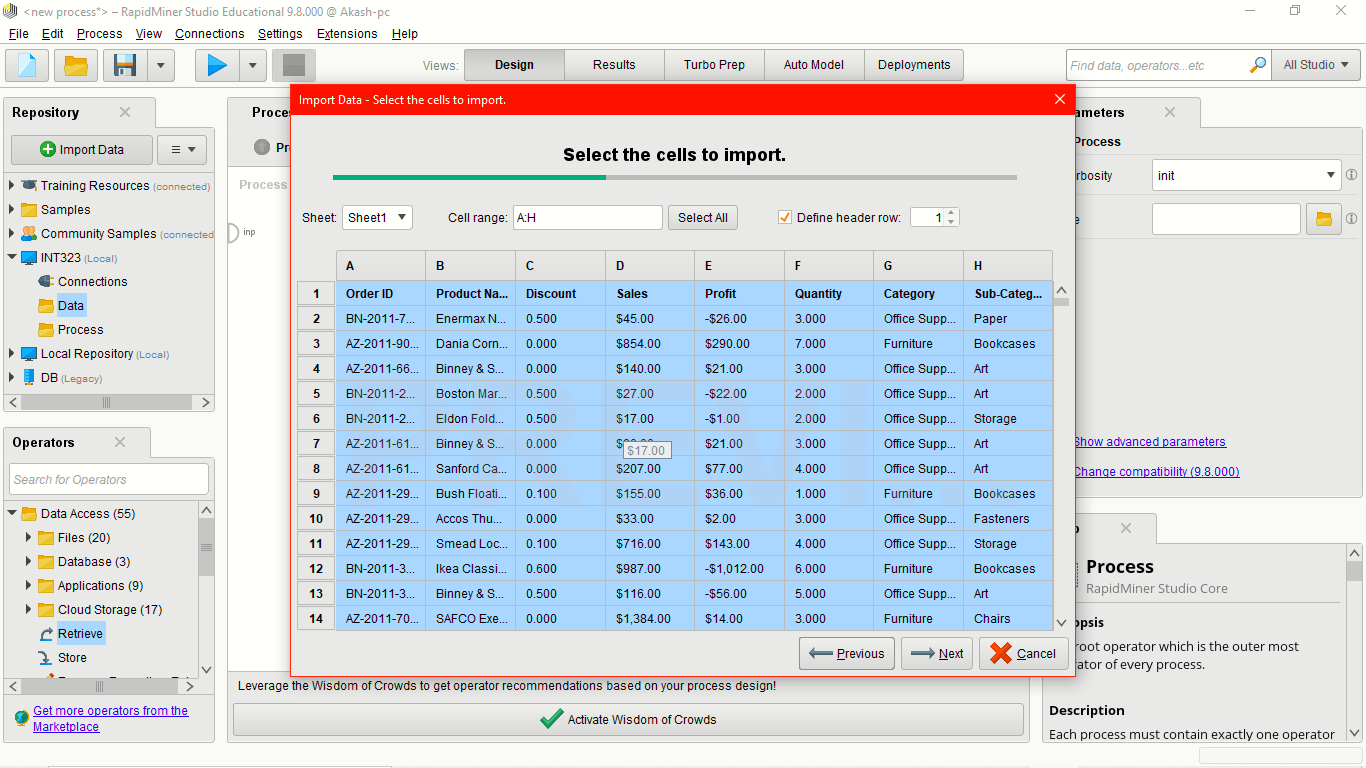 <new process*> – RapidMiner Studio Educational 9.8.000 @ Akash-pc
File Edit Process View Connections Settings Extensions Help
Views: Design Results Turbo Prep Auto Model Deployments
Find data, operators...etc
All Studio
Repository
Import Data
Training Resources (connected)
Samples
Community Samples (connected
INT323 (Local)
Connections
Data
Process
Local Repository (Local)
DB (Legacy)
Operators
Search for Operators
Data Access (55)
Files (20)
Database (3)
Applications (9)
Cloud Storage (17)
Retrieve
Store
Get more operators from the
Marketplace
Proces
Pr
Process
inp
Import Data - Select the cells to import.
Select the cells to import.
Sheet: Sheet1 Cell range: A:H Select All Define header row: 1
A B C D E F G H
1 Order ID Product Na... Discount Sales Profit Quantity Category Sub-Categ...
2 BN-2011-7... Enermax N... 0.500 $45.00 -$26.00 3.000 Office Supp... Paper
3 AZ-2011-90... Dania Corn... 0.000 $854.00 $290.00 7.000 Furniture Bookcases
4 AZ-2011-66... Binney & S... 0.000 $140.00 $21.00 3.000 Office Supp... Art
5 BN-2011-2... Boston Mar... 0.500 $27.00 -$22.00 2.000 Office Supp... Art
6 BN-2011-2... Eldon Fold... 0.500 $17.00 -$1.00 2.000 Office Supp... Storage
7 AZ-2011-61... Binney & S... 0.000 $21.00 3.000 Office Supp... Art
$17.00
8 AZ-2011-61... Sanford Ca... 0.000 $207.00 $77.00 4.000 Office Supp... Art
9 AZ-2011-29... Bush Floati... 0.100 $155.00 $36.00 1.000 Furniture Bookcases
10 AZ-2011-29... Accos Thu... 0.000 $33.00 $2.00 3.000 Office Supp... Fasteners
11 AZ-2011-29... Smead Loc... 0.100 $716.00 $143.00 4.000 Office Supp... Storage
12 BN-2011-3... Ikea Classi... 0.600 $987.00 -$1,012.00 6.000 Furniture Bookcases
13 BN-2011-3... Binney & S... 0.500 $116.00 -$56.00 5.000 Office Supp... Art
14 AZ-2011-70... SAFCO Exe... 0.000 $1,384.00 $14.00 3.000 Furniture Chairs
Previous Next Cancel
Leverage the Wisdom of Crowds to get operator recommendations based on your process design!
Activate Wisdom of Crowds
ameters
Process
rbosity init
e
Show advanced parameters
Change compatibility (9.8.000)
p
Process
RapidMiner Studio Core
opsis
root operator which is the outer most
rator of every process.
Description
Each process must contain exactly one operator